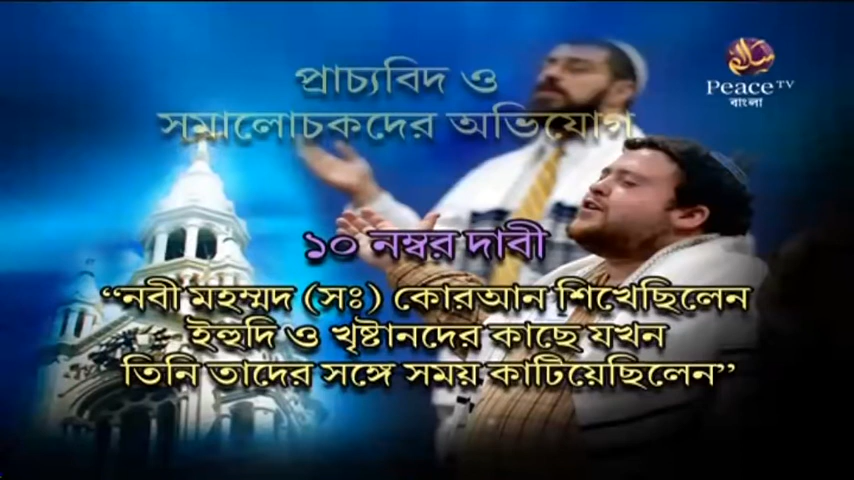 প্রাচ্যবিদ ও
সমালোচকদের অভিযোগ
Peace TV
বাংলা
১০ নম্বর দাবী
“নবী মহম্মদ (সঃ) কোরআন শিখেছিলেন
ইহুদি ও খৃষ্টানদের কাছে যখন
তিনি তাদের সঙ্গে সময় কাটিয়েছিলেন”